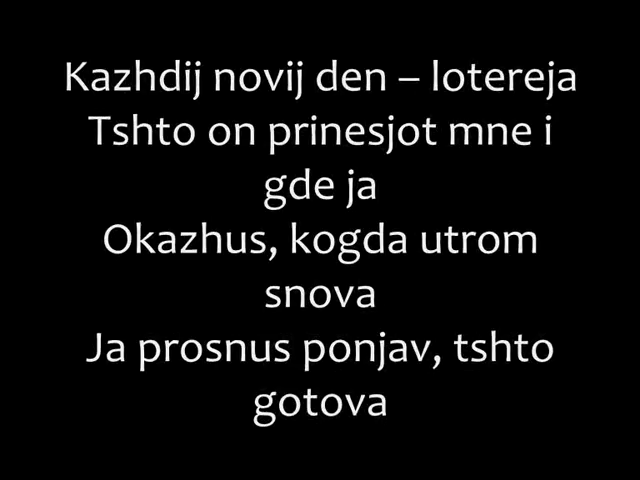 Kazhdij novij den – lotereja
Tshto on prinesjot mne i
gde ja
Okazhus, kogda utrom
snova
Ja prosnus ponjav, tshto
gotova